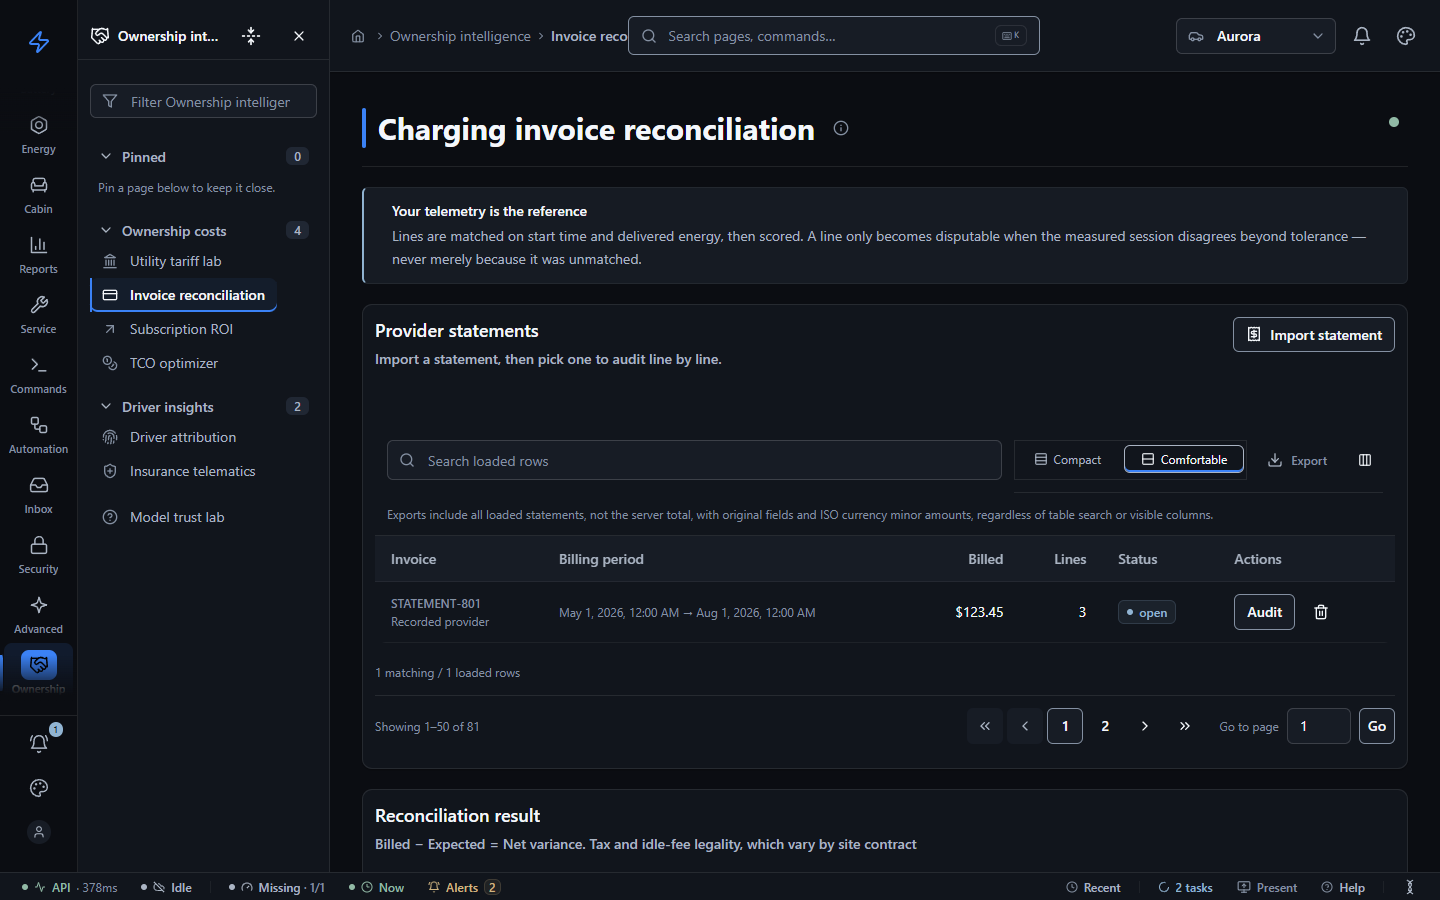 Ownership int...
Ownership intelligence
Invoice reco
Search pages, commands...
K
Aurora
Energy
Cabin
Reports
Service
Commands
Automation
Inbox
Security
Advanced
Ownership
1
Filter Ownership intelliger
Pinned
0
Pin a page below to keep it close.
Ownership costs
4
Utility tariff lab
Invoice reconciliation
Subscription ROI
TCO optimizer
Driver insights
2
Driver attribution
Insurance telematics
Model trust lab
Charging invoice reconciliation
Your telemetry is the reference
Lines are matched on start time and delivered energy, then scored. A line only becomes disputable when the measured session disagrees beyond tolerance —
never merely because it was unmatched.
Provider statements
Import a statement, then pick one to audit line by line.
Import statement
Search loaded rows
Compact
Comfortable
Export
Exports include all loaded statements, not the server total, with original fields and ISO currency minor amounts, regardless of table search or visible columns.
Invoice Billing period Billed Lines Status Actions
STATEMENT-801
Recorded provider
May 1, 2026, 12:00 AM → Aug 1, 2026, 12:00 AM
$123.45
3
open
Audit
1 matching / 1 loaded rows
Showing 1–50 of 81
1
2
Go to page
1
Go
Reconciliation result
Billed − Expected = Net variance. Tax and idle-fee legality, which vary by site contract
API · 378ms
Idle
Missing · 1/1
Now
Alerts 2
Recent
2 tasks
Present
Help